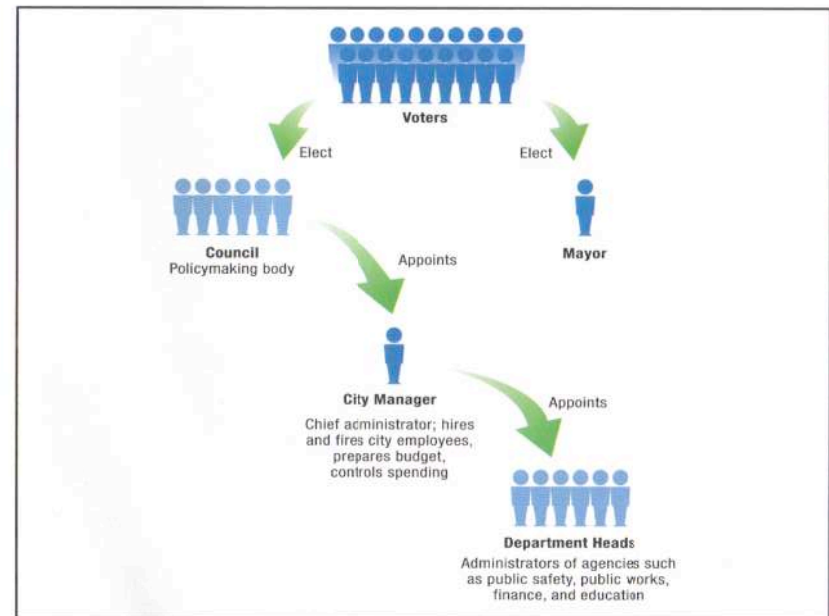 Voters
Elect
Elect
Council
Policymaking body
Mayor
Appoints
City Manager
Chief administrator; hires
and fires city employees,
prepares budget,
controls spending
Appoints
Department Heads
Administrators of agencies such
as public safety, public works,
finance, and education